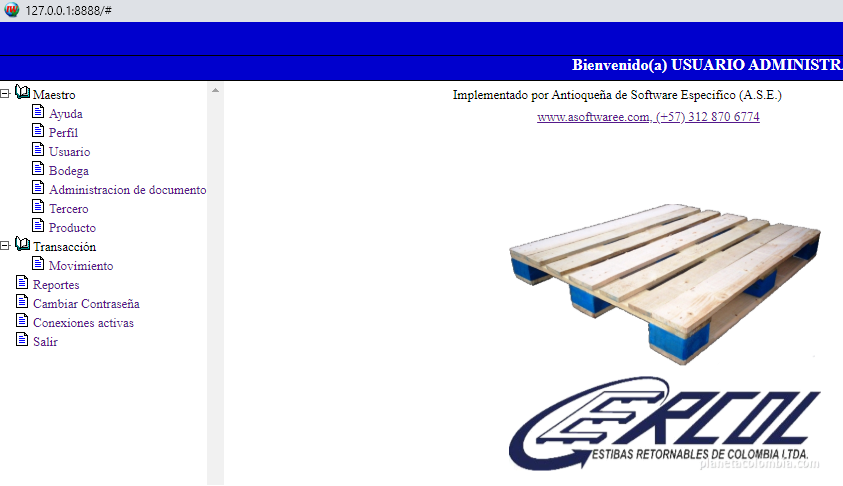 127.0.0.1:8888/#
Bienvenido(a) USUARIO ADMINISTRA
Maestro
Ayuda
Perfil
Usuario
Bodega
Administracion de documento
Tercero
Producto
Transacción
Movimiento
Reportes
Cambiar Contraseña
Conexiones activas
Salir
Implementado por Antioqueña de Software Específico (A.S.E.)
www.asoftwaree.com, (+57) 312 870 6774
ERCOL
ESTIBAS RETORNABLES DE COLOMBIA LTDA.
planetacolombia.com